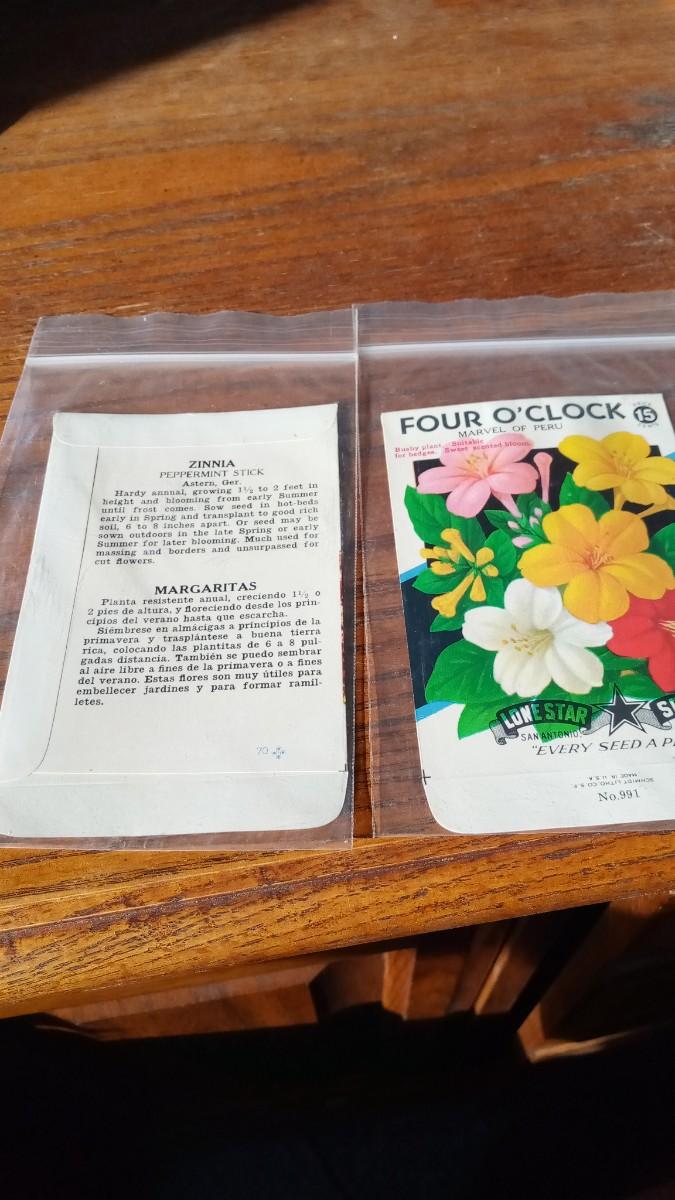 ZINNIA
PEPPERMINT STICK
Astern, Ger.
Hardy annual, growing 1½ to 2 feet in
height and blooming from early Summer
until frost comes. Sow seed in hot-beds
early in Spring and transplant to good rich
soil, 6 to 8 inches apart. Or seed may be
sown outdoors in the late Spring or early
Summer for later blooming. Much used for
massing and borders and unsurpassed for
cut flowers.
MARGARITAS
Planta resistente anual, creciendo 1½ o
2 pies de altura, y floreciendo desde los prin-
cipios del verano hasta que escarcha.
Siémbrese en almácigas a principios de la
primavera y trasplántese a buena tierra
rica, colocando las plantitas de 6 a 8 pul-
gadas distancia. También se puedo sembrar
al aire libre a fines de la primavera o a fines
del verano. Estas flores son muy útiles para
embellecer jardines y para formar ramil-
letes.
70
FOUR O'CLOCK
15
MARVEL OF PERU
Bushy plant. Suitable
for hedges. Sweet scented bloom.
LONE STAR
SAN ANTONIO,
"EVERY SEED A
MADE IN U.S.A.
SCHMIDT LITHO. CO. S.F.
No.991